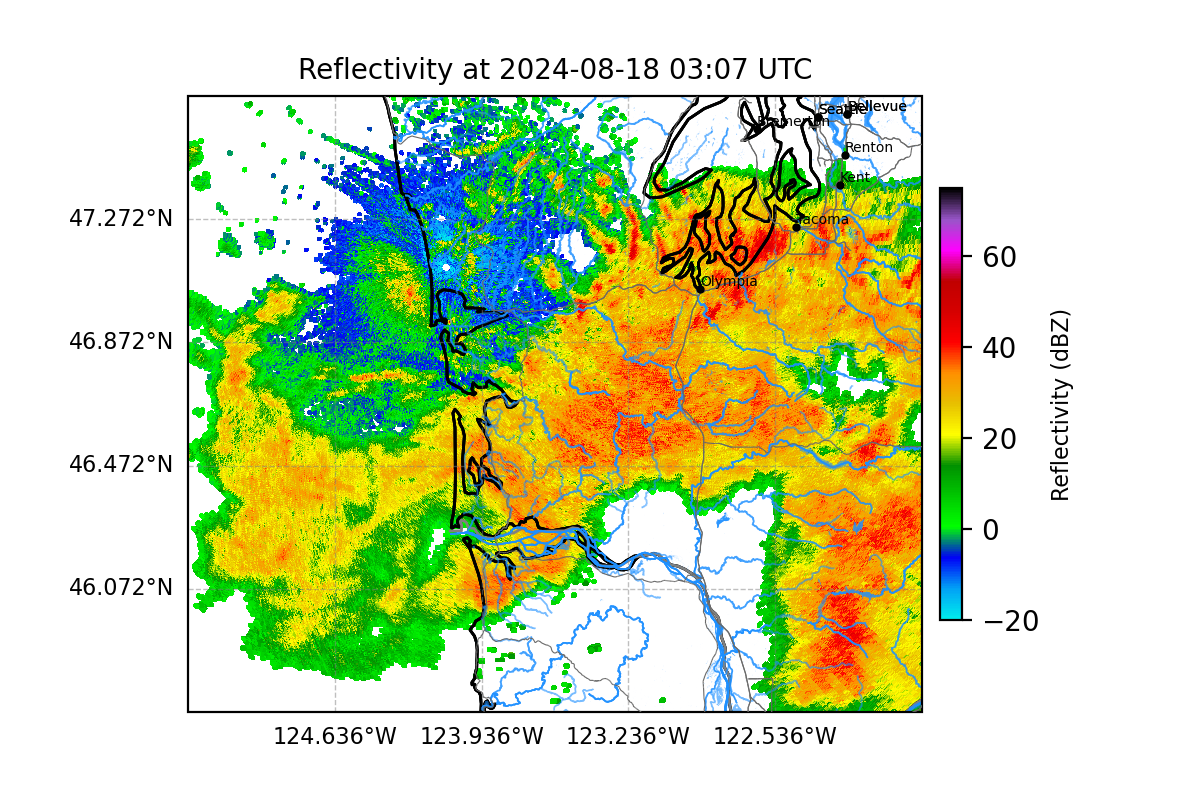 Reflectivity at 2024-08-18 03:07 UTC
Seattle
Bellevue
Bremerton
Renton
Kent
47.272°N
Tacoma
60
Olympia
46.872°N
40
20
46.472°N
0
46.072°N
−20
Reflectivity (dBZ)
124.636°W 123.936°W 123.236°W 122.536°W